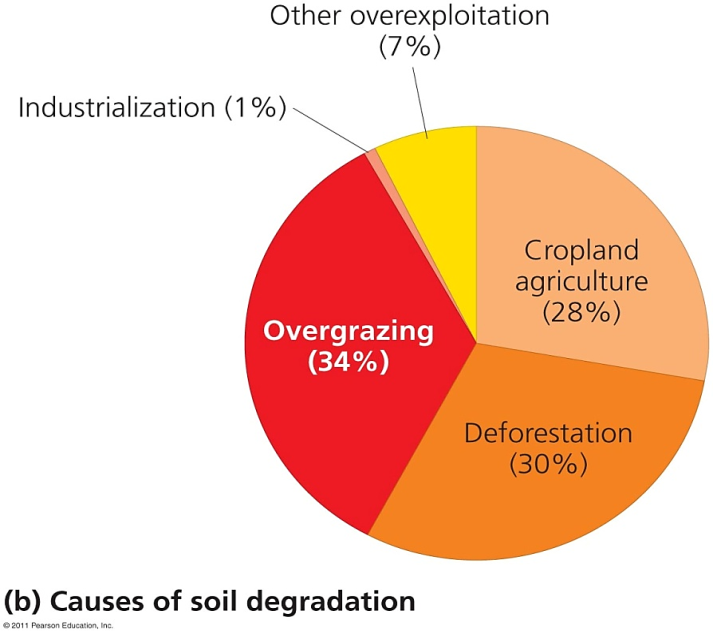 Other overexploitation
(7%)
Industrialization (1%)
Cropland
agriculture
(28%)
Overgrazing
(34%)
Deforestation
(30%)
(b) Causes of soil degradation
© 2011 Pearson Education, Inc.